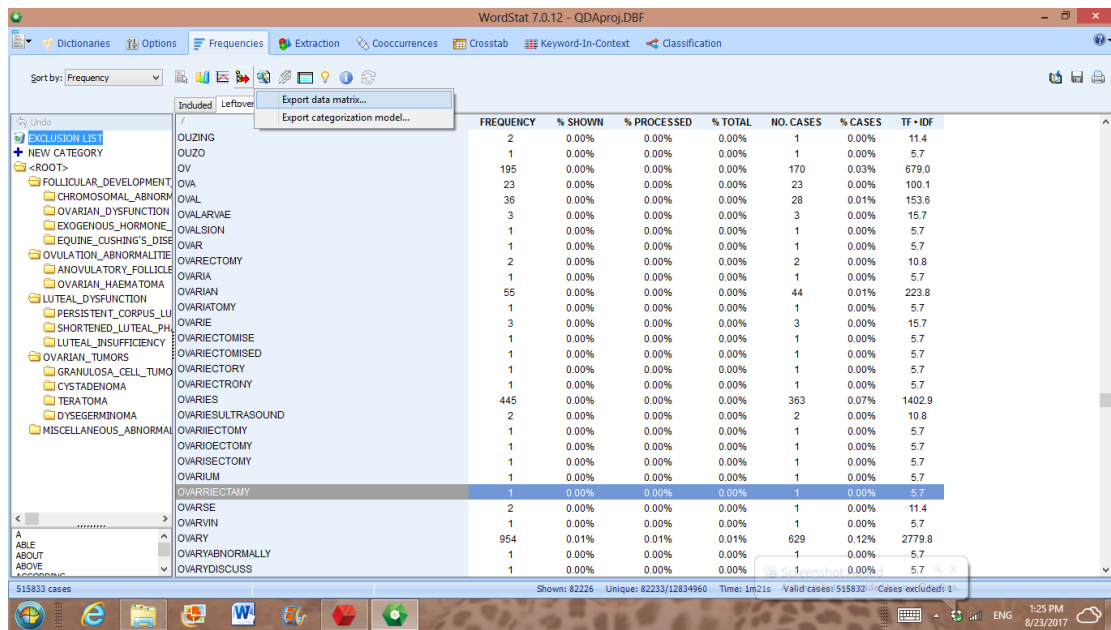 WordStat 7.0.12 - QDAproj.DBF
Dictionaries Options Frequencies Extraction Cooccurrences Crosstab Keyword-In-Context Classification
Sort by: Frequency
Included Leftover
Export data matrix...
Export categorization model...
Undo
EXCLUSION LIST
NEW CATEGORY
<ROOT>
FOLLICULAR_DEVELOPMENT
CHROMOSOMAL_ABNORM
OVARIAN_DYSFUNCTION
EXOGENOUS_HORMONE_
EQUINE_CUSHING'S_DISE
OVULATION_ABNORMALITIE
ANOVULATORY_FOLLICLE
OVARIAN_HAEMATOMA
LUTEAL_DYSFUNCTION
PERSISTENT_CORPUS_LU
SHORTENED_LUTEAL_PH
LUTEAL_INSUFFICIENCY
OVARIAN_TUMORS
GRANULOSA_CELL_TUMO
CYSTADENOMA
TERATOMA
DYSEGERMINOMA
MISCELLANEOUS_ABNORMAL
A
ABLE
ABOUT
ABOVE
ACCORDING
FREQUENCY % SHOWN % PROCESSED % TOTAL NO. CASES % CASES TF • IDF
OUZING 2 0.00% 0.00% 0.00% 1 0.00% 11.4
OUZO 1 0.00% 0.00% 0.00% 1 0.00% 5.7
OV 195 0.00% 0.00% 0.00% 170 0.03% 679.0
OVA 23 0.00% 0.00% 0.00% 23 0.00% 100.1
OVAL 36 0.00% 0.00% 0.00% 28 0.01% 153.6
OVALARVAE 3 0.00% 0.00% 0.00% 3 0.00% 15.7
OVALSION 1 0.00% 0.00% 0.00% 1 0.00% 5.7
OVAR 1 0.00% 0.00% 0.00% 1 0.00% 5.7
OVARECTOMY 2 0.00% 0.00% 0.00% 2 0.00% 10.8
OVARIA 1 0.00% 0.00% 0.00% 1 0.00% 5.7
OVARIAN 55 0.00% 0.00% 0.00% 44 0.01% 223.8
OVARIATOMY 1 0.00% 0.00% 0.00% 1 0.00% 5.7
OVARIE 3 0.00% 0.00% 0.00% 3 0.00% 15.7
OVARIECTOMISE 1 0.00% 0.00% 0.00% 1 0.00% 5.7
OVARIECTOMISED 1 0.00% 0.00% 0.00% 1 0.00% 5.7
OVARIECTORY 1 0.00% 0.00% 0.00% 1 0.00% 5.7
OVARIECTRONY 1 0.00% 0.00% 0.00% 1 0.00% 5.7
OVARIES 445 0.00% 0.00% 0.00% 363 0.07% 1402.9
OVARIESULTRASOUND 2 0.00% 0.00% 0.00% 2 0.00% 10.8
OVARIIECTOMY 1 0.00% 0.00% 0.00% 1 0.00% 5.7
OVARIOECTOMY 1 0.00% 0.00% 0.00% 1 0.00% 5.7
OVARISECTOMY 1 0.00% 0.00% 0.00% 1 0.00% 5.7
OVARIUM 1 0.00% 0.00% 0.00% 1 0.00% 5.7
OVARRIECTAMY 1 0.00% 0.00% 0.00% 1 0.00% 5.7
OVARSE 2 0.00% 0.00% 0.00% 1 0.00% 11.4
OVARVIN 1 0.00% 0.00% 0.00% 1 0.00% 5.7
OVARY 954 0.01% 0.01% 0.01% 629 0.12% 2779.8
OVARYABNORMALLY 1 0.00% 0.00% 0.00% 1 0.00% 5.7
OVARYDISCUSS 1 0.00% 0.00% 0.00% 1 0.00% 5.7
515833 cases Shown: 82226 Unique: 82233/12834960 Time: 1m21s Valid cases: 515832 Cases excluded: 1
ENG 1:25 PM
8/23/2017